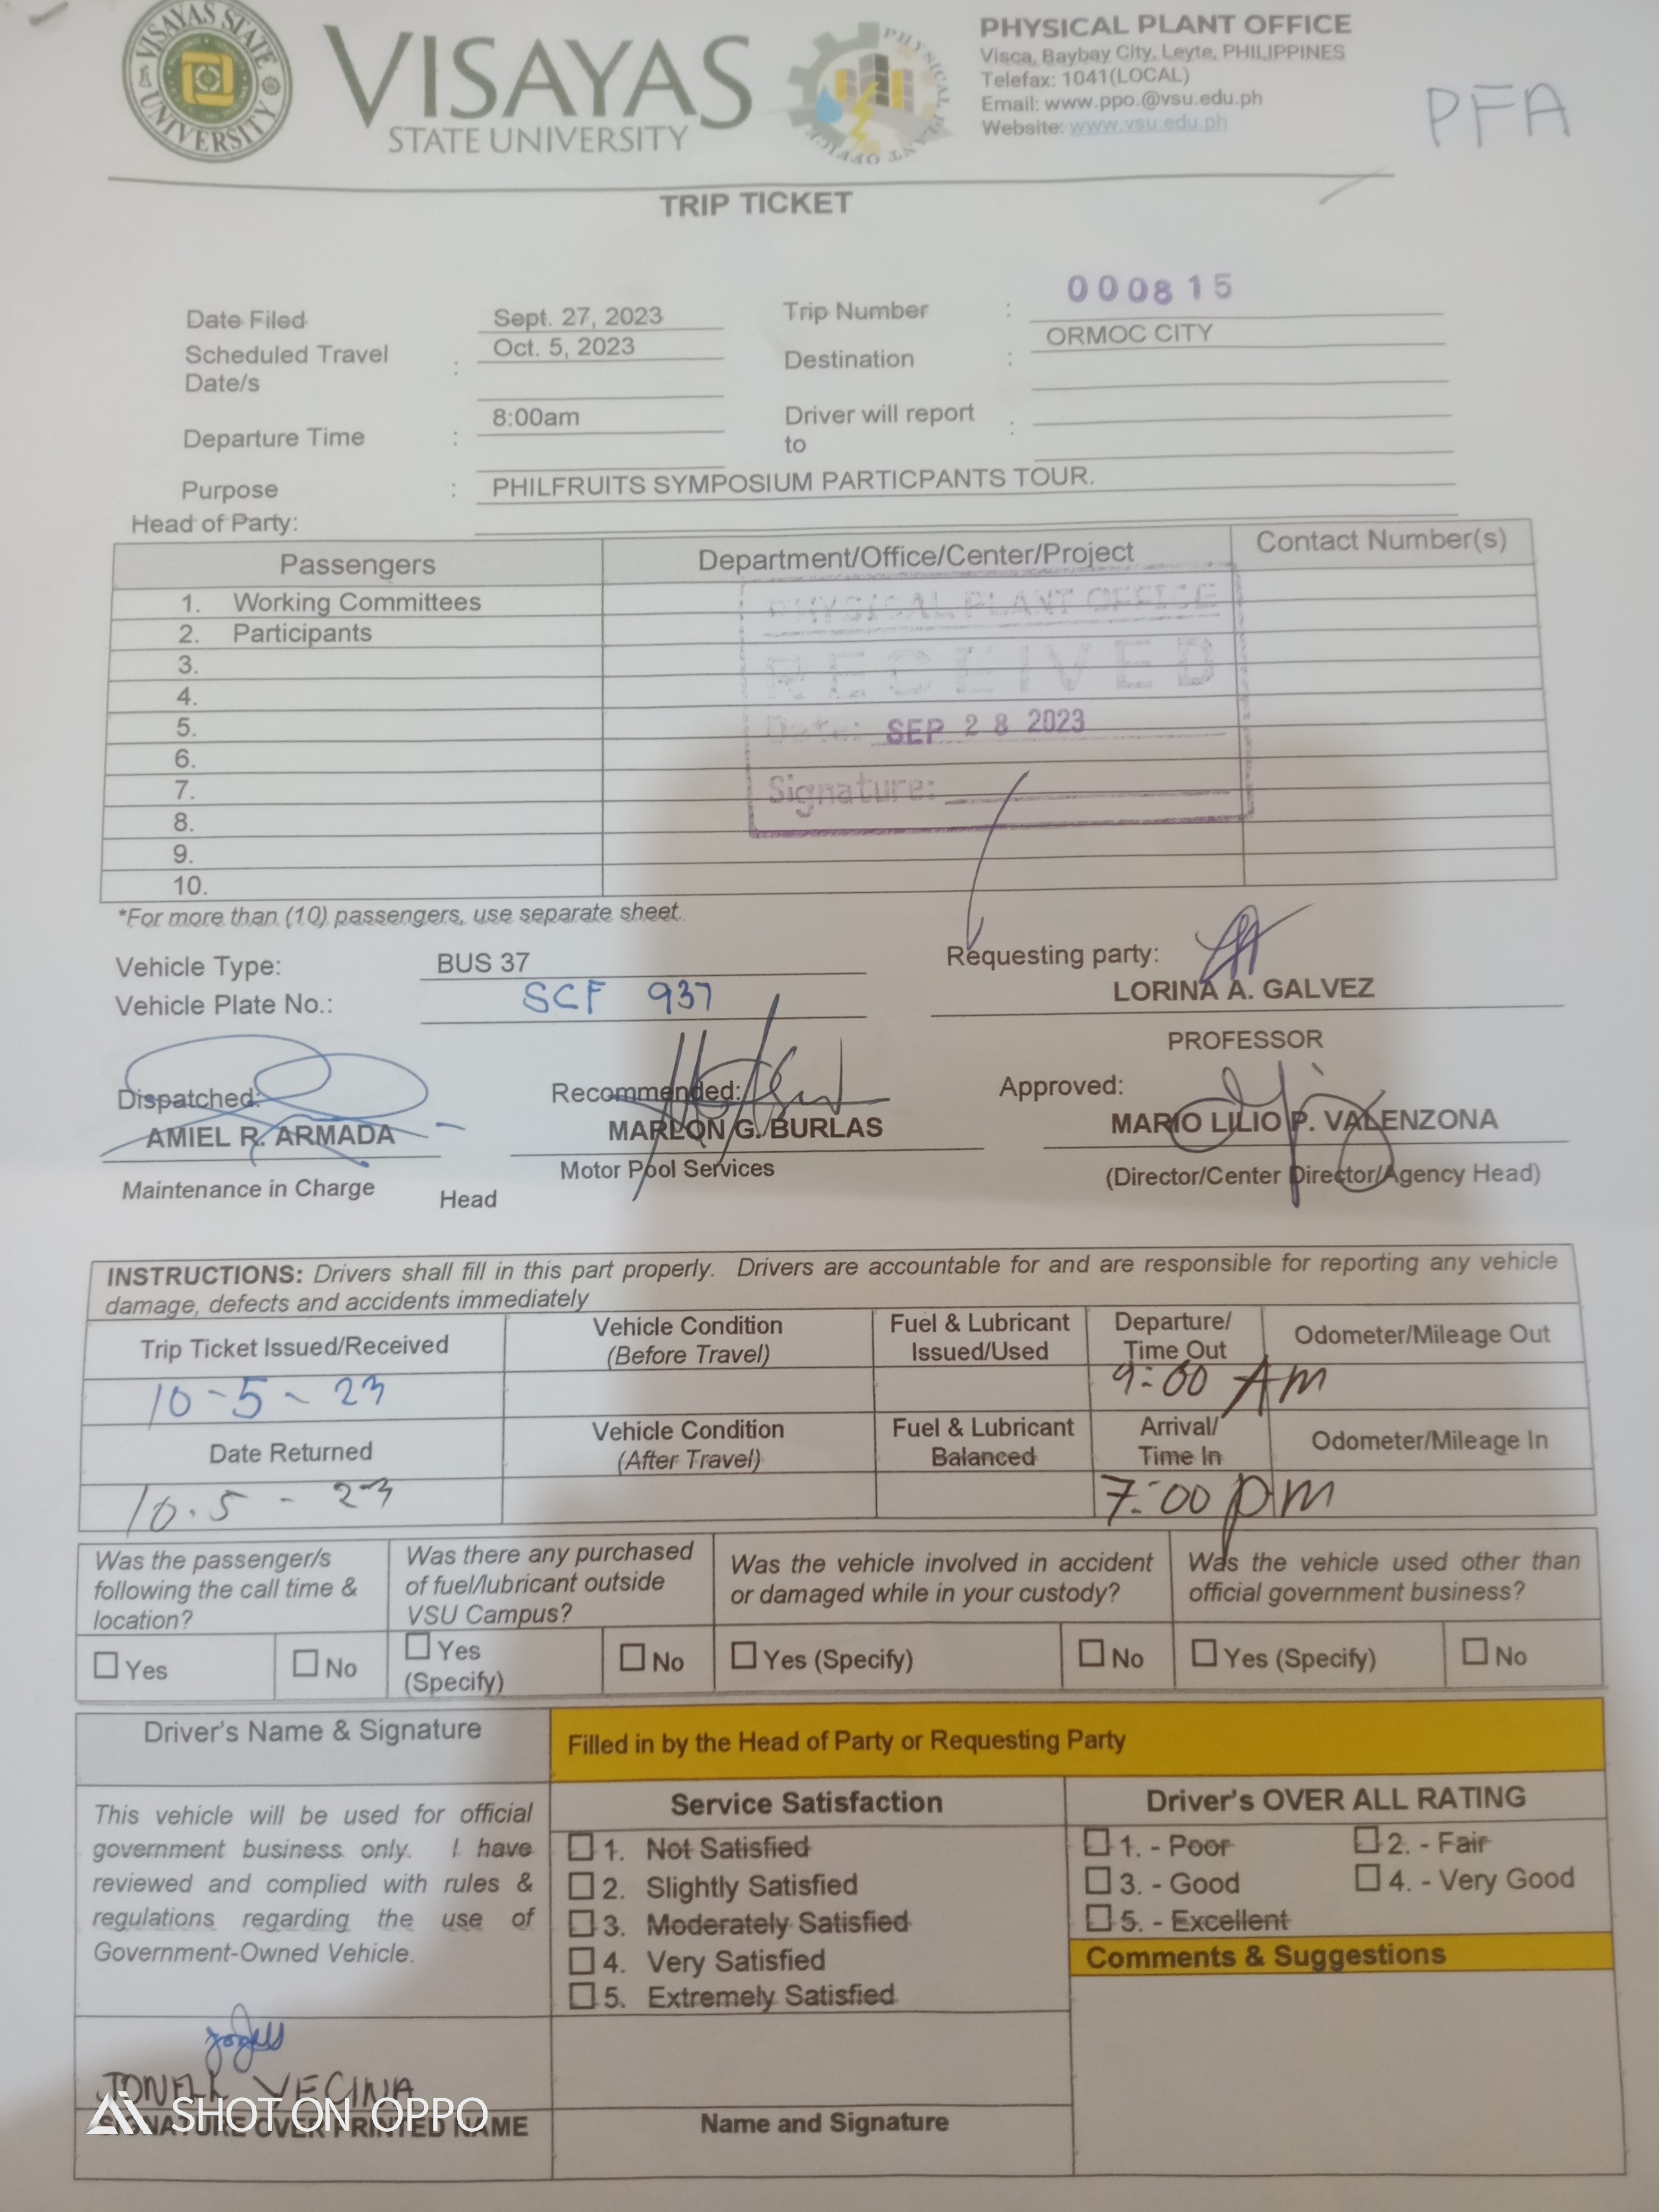 VISAYAS STATE UNIVERSITY
VISAYAS
STATE UNIVERSITY
PHYSICAL PLANT OFFICE
PHYSICAL PLANT OFFICE
Visca, Baybay City, Leyte, PHILIPPINES
Telefax: 1041(LOCAL)
Email: www.ppo.@vsu.edu.ph
Website: www.vsu.edu.ph
PFA
TRIP TICKET
Date Filed Sept. 27, 2023 Trip Number : 000815
Scheduled Travel Date/s : Oct. 5, 2023 Destination : ORMOC CITY
Departure Time : 8:00am Driver will report to :
Purpose : PHILFRUITS SYMPOSIUM PARTICPANTS TOUR.
Head of Party:
Passengers Department/Office/Center/Project Contact Number(s)
1. Working Committees
2. Participants
3.
4.
5.
6.
7.
8.
9.
10.
PHYSICAL PLANT OFFICE
RECEIVED
Date: SEP 28 2023
Signature:
*For more than (10) passengers, use separate sheet.
Vehicle Type: BUS 37 Requesting party:
Vehicle Plate No.: SCF 937 LORINA A. GALVEZ
PROFESSOR
Dispatched: Recommended: Approved:
AMIEL R. ARMADA MARLON G. BURLAS MARIO LILIO P. VALENZONA
Maintenance in Charge Head Motor Pool Services (Director/Center Director/Agency Head)
INSTRUCTIONS: Drivers shall fill in this part properly. Drivers are accountable for and are responsible for reporting any vehicle
damage, defects and accidents immediately
Trip Ticket Issued/Received Vehicle Condition (Before Travel) Fuel & Lubricant Issued/Used Departure/ Time Out Odometer/Mileage Out
10-5-23 9:00 AM
Date Returned Vehicle Condition (After Travel) Fuel & Lubricant Balanced Arrival/ Time In Odometer/Mileage In
10.5-23 7:00 pm
Was the passenger/s following the call time & location? Was there any purchased of fuel/lubricant outside VSU Campus? Was the vehicle involved in accident or damaged while in your custody? Was the vehicle used other than official government business?
☐ Yes ☐ No ☐ Yes (Specify) ☐ No ☐ Yes (Specify) ☐ No ☐ Yes (Specify) ☐ No
Driver's Name & Signature Filled in by the Head of Party or Requesting Party
This vehicle will be used for official
government business only. I have
reviewed and complied with rules &
regulations regarding the use of
Government-Owned Vehicle.
Service Satisfaction
☐ 1. Not Satisfied
☐ 2. Slightly Satisfied
☐ 3. Moderately Satisfied
☐ 4. Very Satisfied
☐ 5. Extremely Satisfied
Driver's OVER ALL RATING
☐ 1. - Poor ☐ 2. - Fair
☐ 3. - Good ☐ 4. - Very Good
☐ 5. - Excellent
Comments & Suggestions
VECINA
SIGNATURE OVER PRINTED NAME
Name and Signature
SHOT ON OPPO